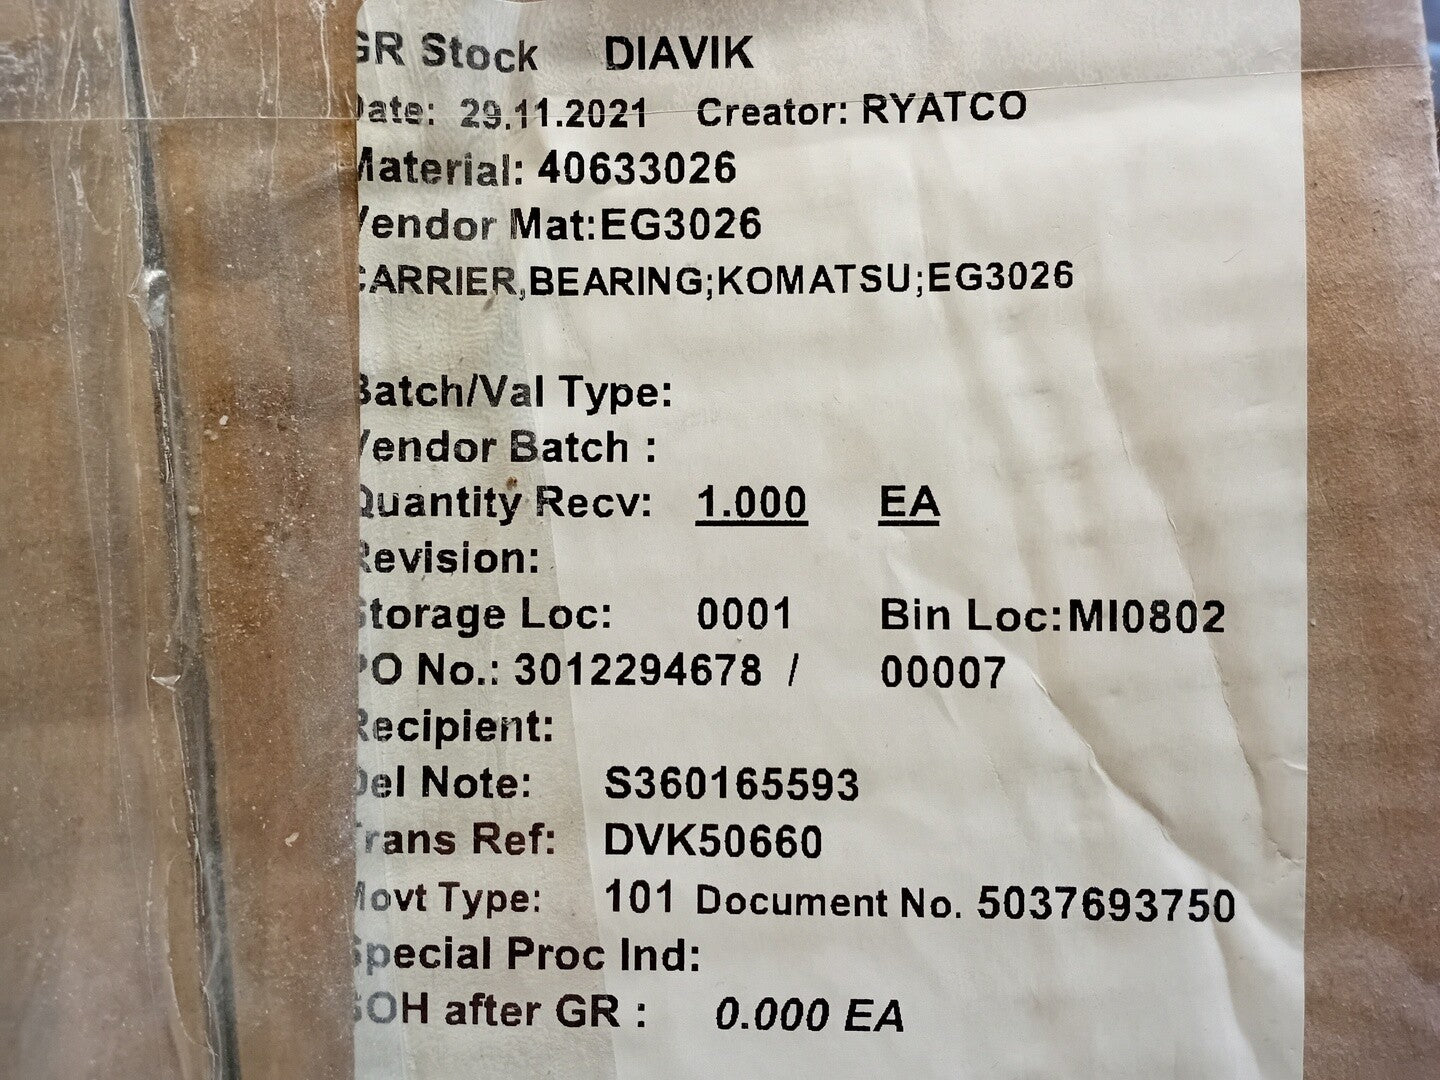 GR Stock DIAVIK
Date: 29.11.2021 Creator: RYATCO
Material: 40633026
Vendor Mat:EG3026
CARRIER,BEARING;KOMATSU;EG3026
Batch/Val Type:
Vendor Batch :
Quantity Recv: 1.000 EA
Revision:
Storage Loc: 0001 Bin Loc:MI0802
PO No.: 3012294678 / 00007
Recipient:
Del Note: S360165593
Trans Ref: DVK50660
Movt Type: 101 Document No. 5037693750
Special Proc Ind:
SOH after GR : 0.000 EA